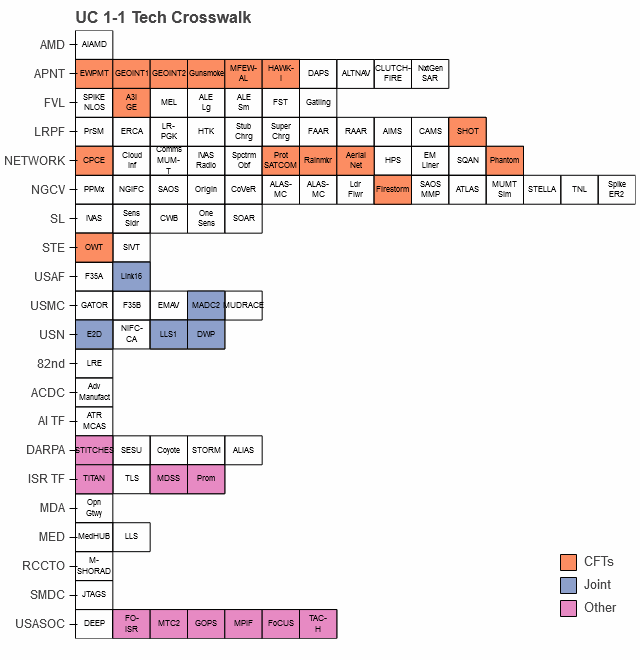 UC 1-1 Tech Crosswalk
AMD AIAMD
APNT EWPMT GEOINT1 GEOINT2 Gunsmoke MFEW-AL HAWK-I DAPS ALTNAV CLUTCH-FIRE NxtGen SAR
FVL SPIKE NLOS A3I GE MEL ALE Lg ALE Sm FST Gatling
LRPF PrSM ERCA LR-PGK HTK Stub Chrg Super Chrg FAAR RAAR AIMS CAMS SHOT
NETWORK CPCE Cloud Inf Comms MUM-T IVAS Radio Spctrm Obf Prot SATCOM Rainmkr Aerial Net HPS EM Liner SQAN Phantom
NGCV PPMx NGIFC SAOS Origin CoVeR ALAS-MC ALAS-MC Ldr Flwr Firestorm SAOS MMP ATLAS MUMT Sim STELLA TNL Spike ER2
SL IVAS Sens Sldr CWB One Sens SOAR
STE OWT SIVT
USAF F35A Link16
USMC GATOR F35B EMAV MADC2 MUDRACE
USN E2D NIFC-CA LLS1 DWP
82nd LRE
ACDC Adv Manufact
AI TF ATR MCAS
DARPA STITCHES SESU Coyote STORM ALIAS
ISR TF TITAN TLS MDSS Prom
MDA Opn Gtwy
MED MedHUB LLS
RCCTO M-SHORAD
SMDC JTAGS
USASOC DEEP FO-ISR MTC2 GOPS MPIF FoCUS TAC-H
CFTs
Joint
Other